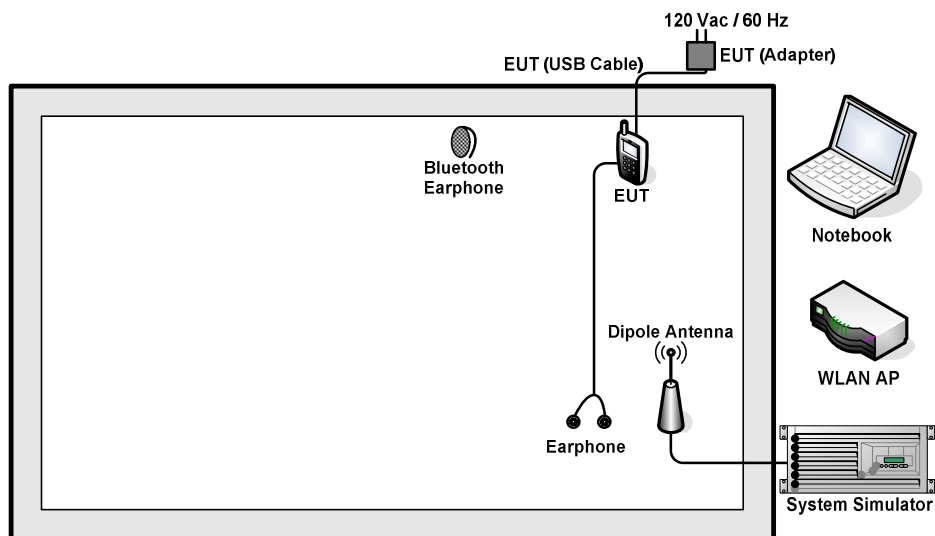 120 Vac / 60 Hz
EUT (USB Cable)
EUT (Adapter)
Bluetooth
Earphone
EUT
Notebook
Dipole Antenna
WLAN AP
Earphone
System Simulator